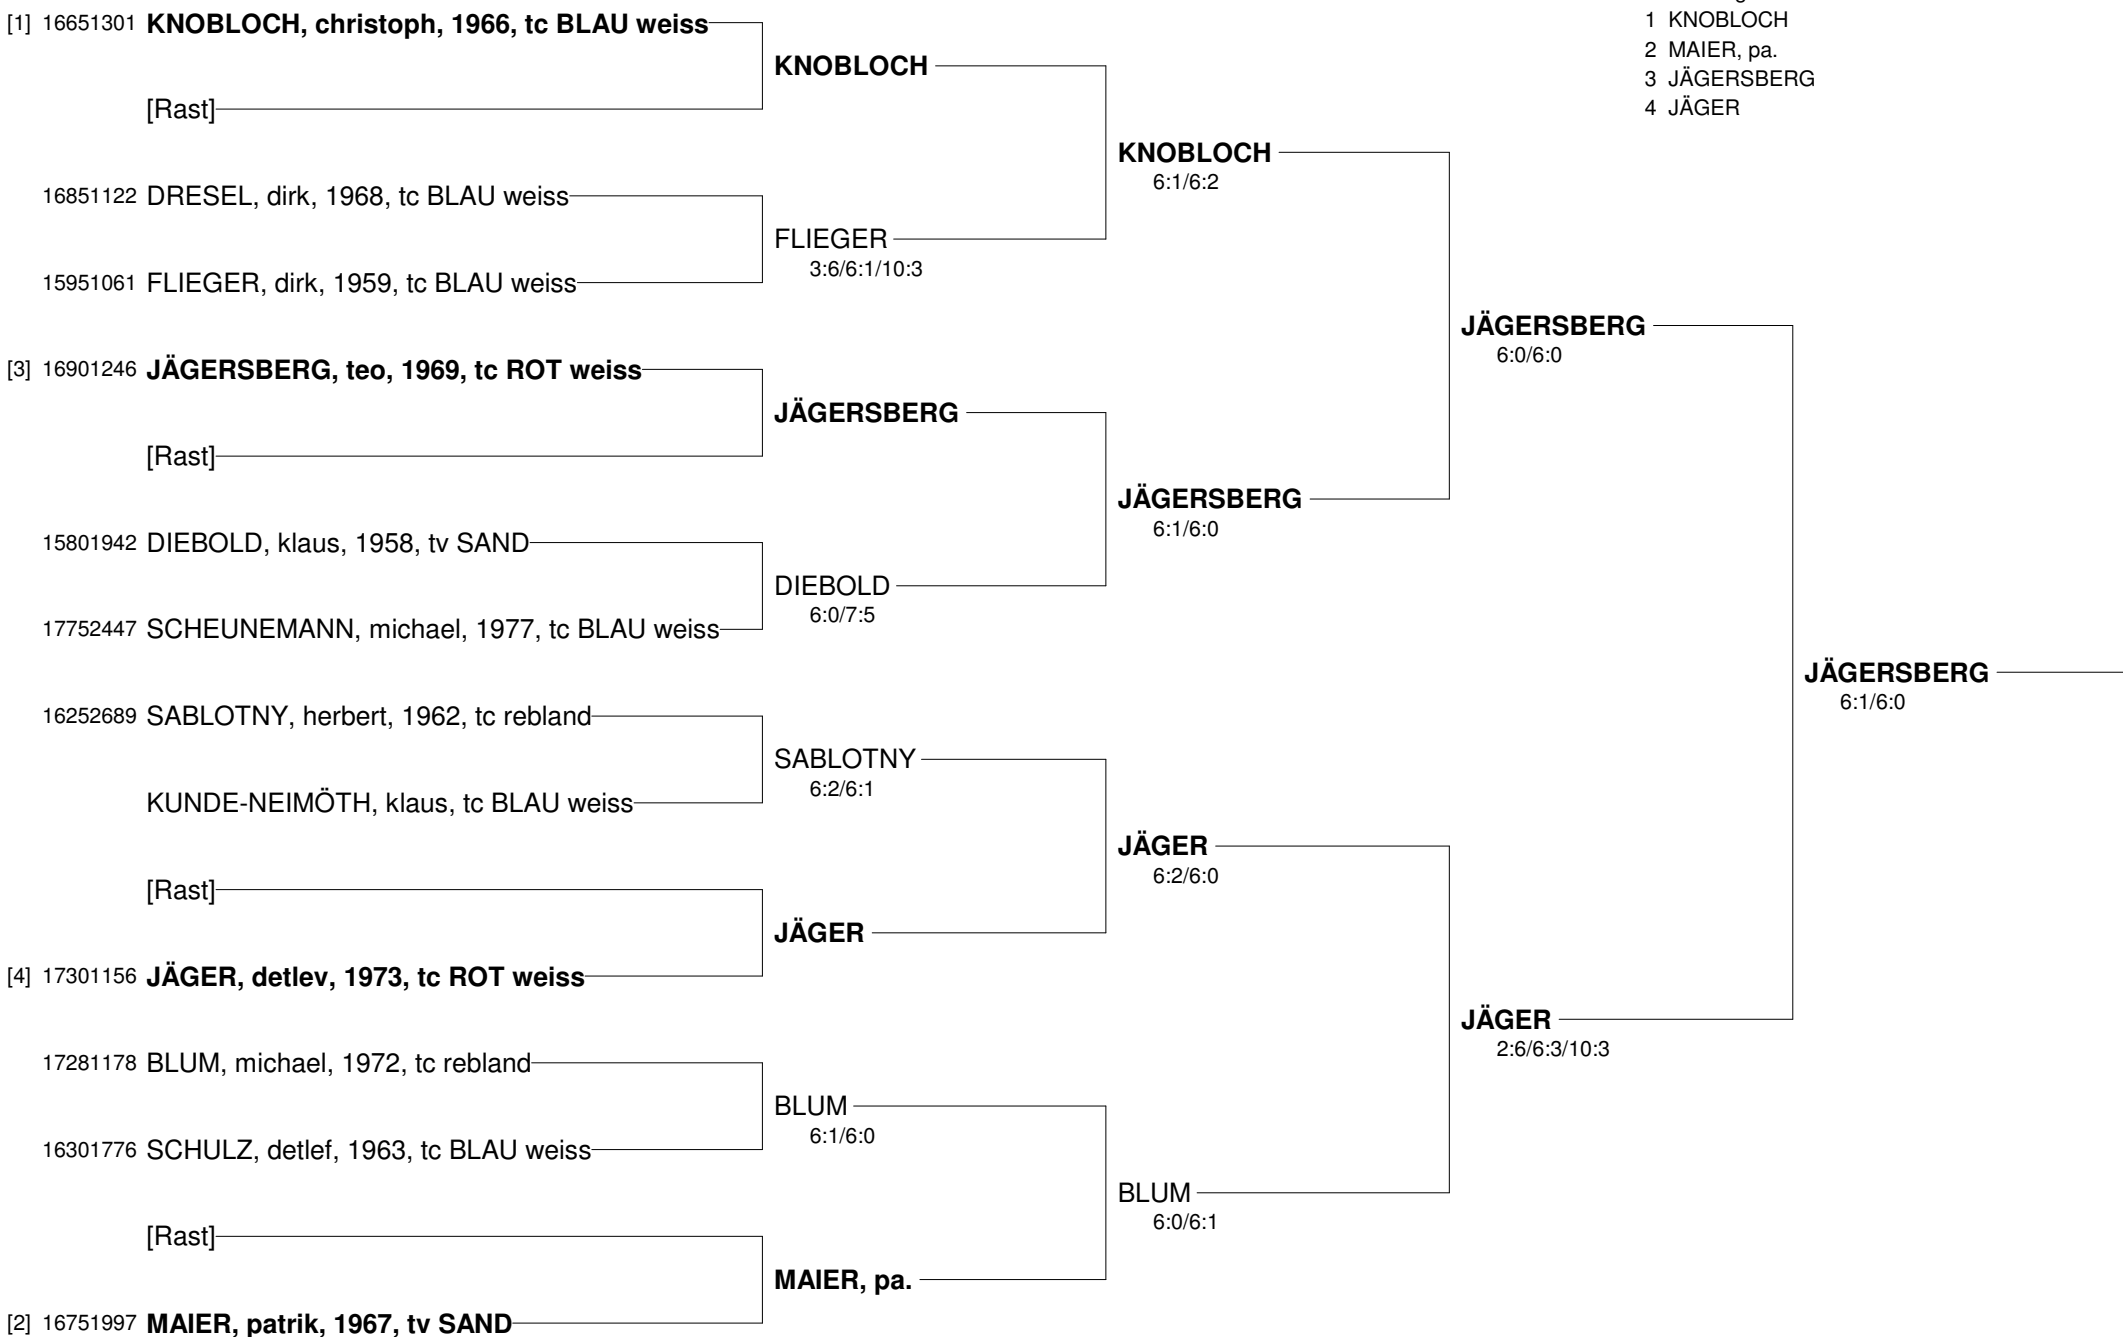 [1] 16651301 KNOBLOCH, christoph, 1966, tc BLAU weiss
[Rast]
16851122 DRESEL, dirk, 1968, tc BLAU weiss
15951061 FLIEGER, dirk, 1959, tc BLAU weiss
[3] 16901246 JÄGERSBERG, teo, 1969, tc ROT weiss
[Rast]
15801942 DIEBOLD, klaus, 1958, tv SAND
17752447 SCHEUNEMANN, michael, 1977, tc BLAU weiss
16252689 SABLOTNY, herbert, 1962, tc rebland
KUNDE-NEIMÖTH, klaus, tc BLAU weiss
[Rast]
[4] 17301156 JÄGER, detlev, 1973, tc ROT weiss
17281178 BLUM, michael, 1972, tc rebland
16301776 SCHULZ, detlef, 1963, tc BLAU weiss
[Rast]
[2] 16751997 MAIER, patrik, 1967, tv SAND
KNOBLOCH
FLIEGER
3:6/6:1/10:3
JÄGERSBERG
DIEBOLD
6:0/7:5
SABLOTNY
6:2/6:1
JÄGER
BLUM
6:1/6:0
MAIER, pa.
KNOBLOCH
6:1/6:2
JÄGERSBERG
6:1/6:0
JÄGER
6:2/6:0
BLUM
6:0/6:1
JÄGERSBERG
6:0/6:0
JÄGER
2:6/6:3/10:3
JÄGERSBERG
6:1/6:0
1 KNOBLOCH
2 MAIER, pa.
3 JÄGERSBERG
4 JÄGER